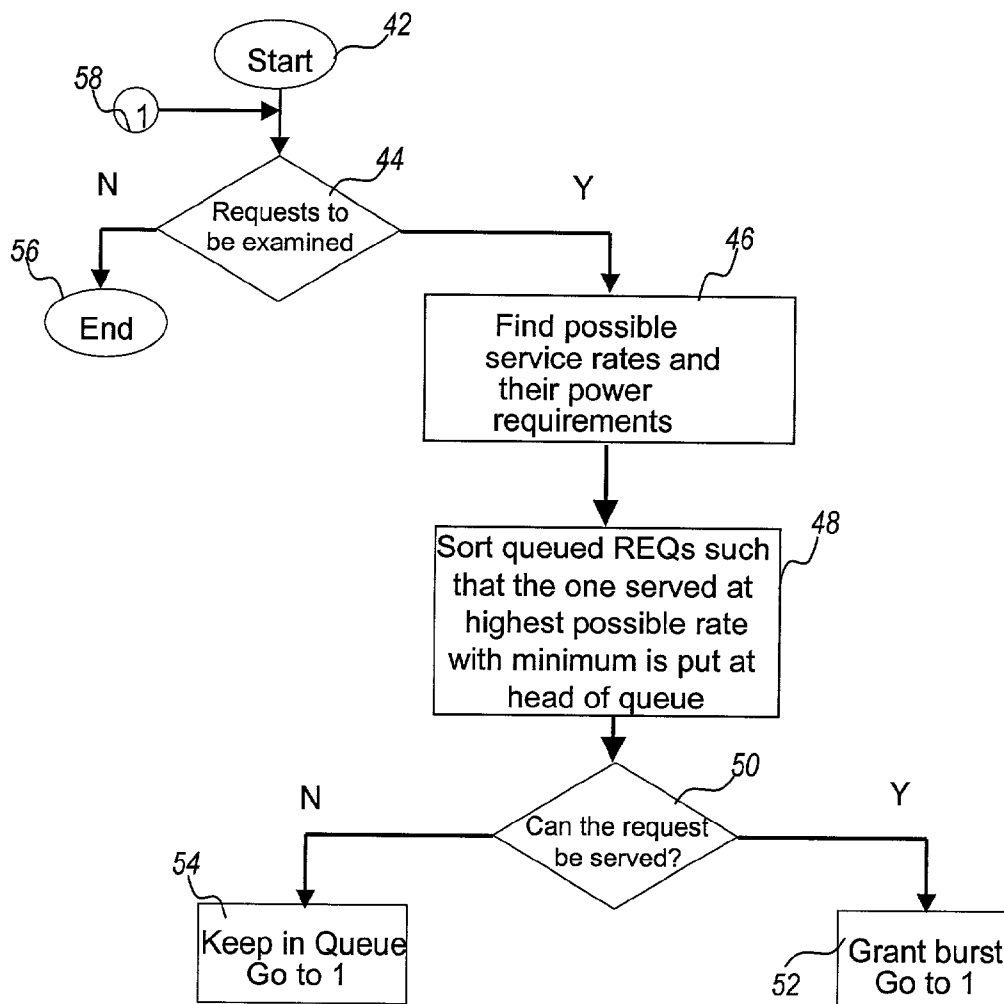 42
Start
58
1
44
N
Y
Requests to
be examined
56
End
46
Find possible
service rates and
their power
requirements
48
Sort queued REQs such
that the one served at
highest possible rate
with minimum is put at
head of queue
50
N
Y
Can the request
be served?
54
Keep in Queue
Go to 1
52
Grant burst
Go to 1